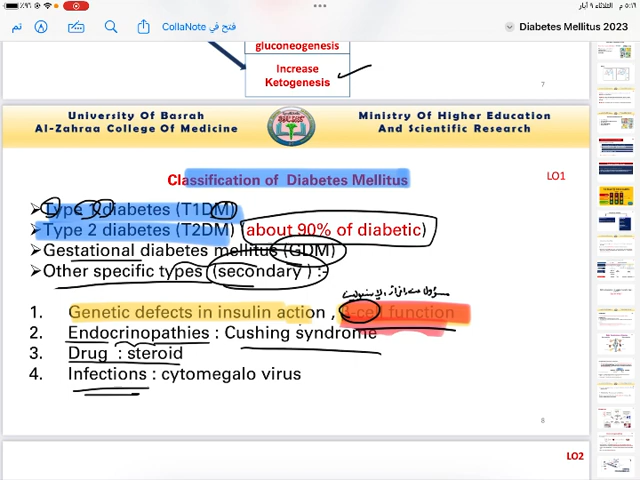 ٥:١٦ م الثلاثاء ٩ أيار
٩٦٪
تم
فتح في CollaNote
Diabetes Mellitus 2023
gluconeogenesis
Increase
Ketogenesis
7
University Of Basrah
Al-Zahraa College Of Medicine
Ministry Of Higher Education
And Scientific Research
Classification of Diabetes Mellitus
LO1
Type 1 diabetes (T1DM)
Type 2 diabetes (T2DM) (about 90% of diabetic)
Gestational diabetes mellitus (GDM)
Other specific types (secondary) :-
1. Genetic defects in insulin action , β-cell function
2. Endocrinopathies : Cushing syndrome
3. Drug : steroid
4. Infections : cytomegalo virus
8
LO2